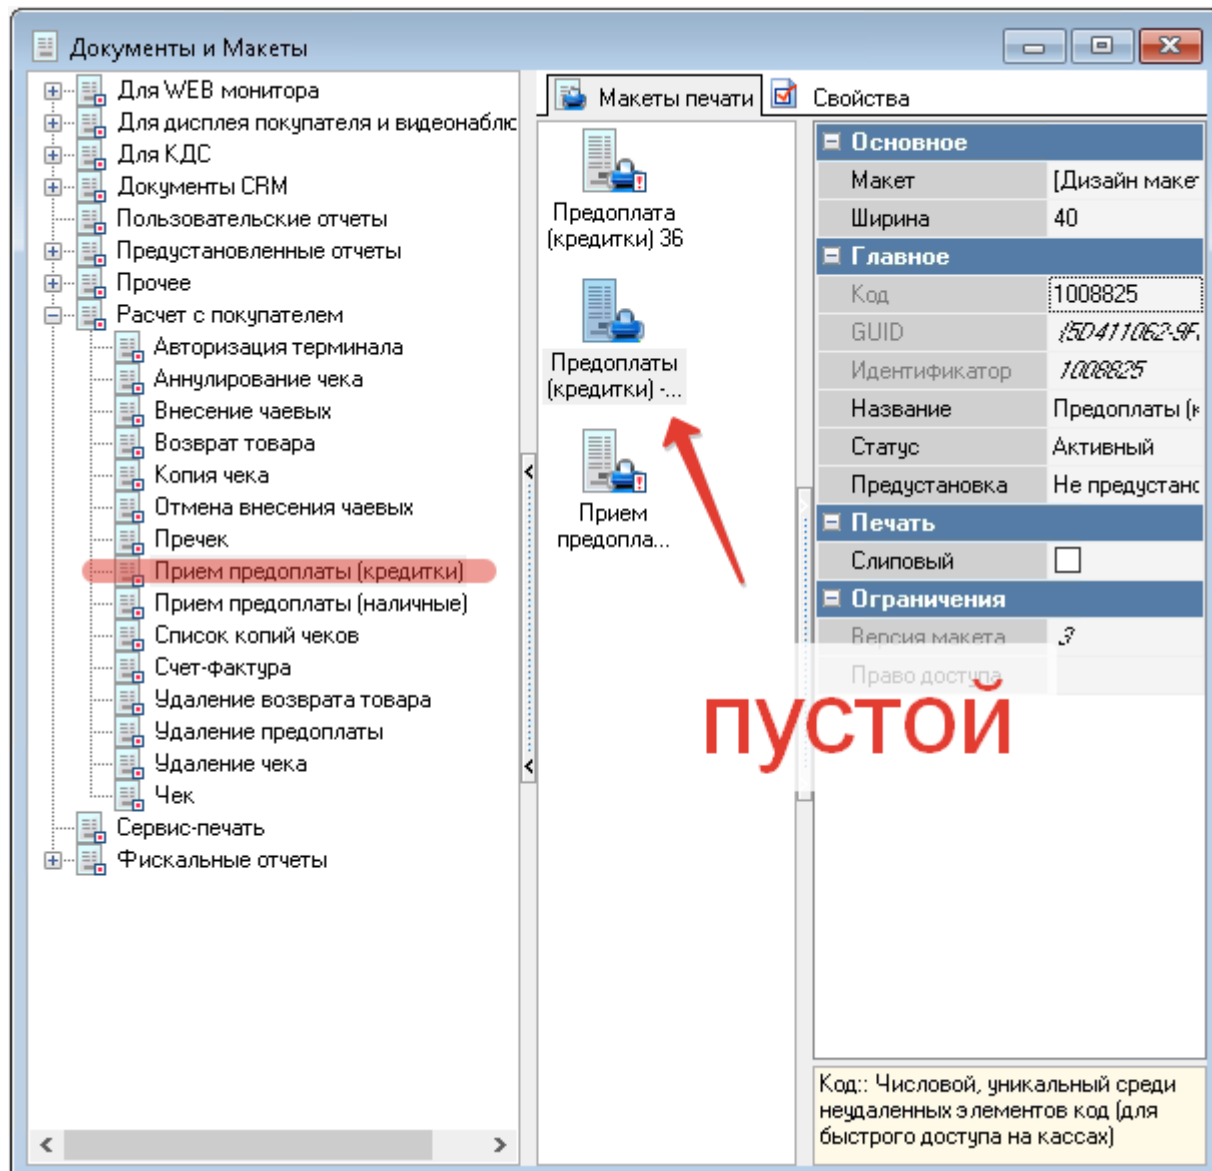 Документы и Макеты
Для WEB монитора
Для дисплея покупателя и видеонаблю
Для КДС
Документы CRM
Пользовательские отчеты
Предустановленные отчеты
Прочее
Расчет с покупателем
Авторизация терминала
Аннулирование чека
Внесение чаевых
Возврат товара
Копия чека
Отмена внесения чаевых
Пречек
Прием предоплаты (кредитки)
Прием предоплаты (наличные)
Список копий чеков
Счет-фактура
Удаление возврата товара
Удаление предоплаты
Удаление чека
Чек
Сервис-печать
Фискальные отчеты
Макеты печати
Свойства
Предоплата
(кредитки) 36
Предоплаты
(кредитки) -...
Прием
предопла...
пустой
Основное
Макет [Дизайн макет
Ширина 40
Главное
Код 1008825
GUID {5D411062-9F
Идентификатор 1008825
Название Предоплаты (к
Статус Активный
Предустановка Не предустанс
Печать
Слиповый
Ограничения
Версия макета 3
Право доступа
Код:: Числовой, уникальный среди
неудаленных элементов код (для
быстрого доступа на кассах)